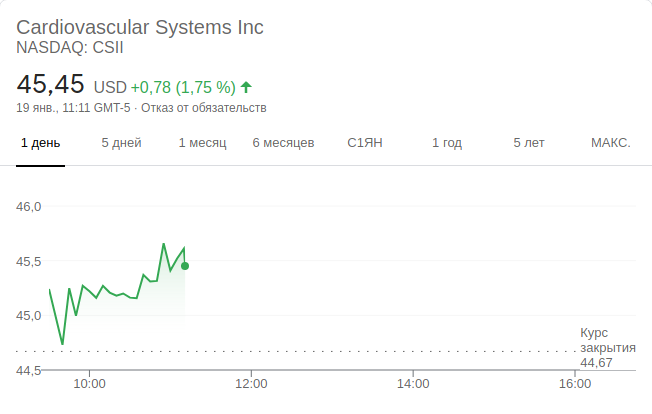 Cardiovascular Systems Inc
NASDAQ: CSII
45,45 USD +0,78 (1,75 %)
19 янв., 11:11 GMT-5 · Отказ от обязательств
1 день 5 дней 1 месяц 6 месяцев С1ЯН 1 год 5 лет МАКС.
46,0
45,5
45,0
Курс
закрытия
44,67
44,5
10:00 12:00 14:00 16:00